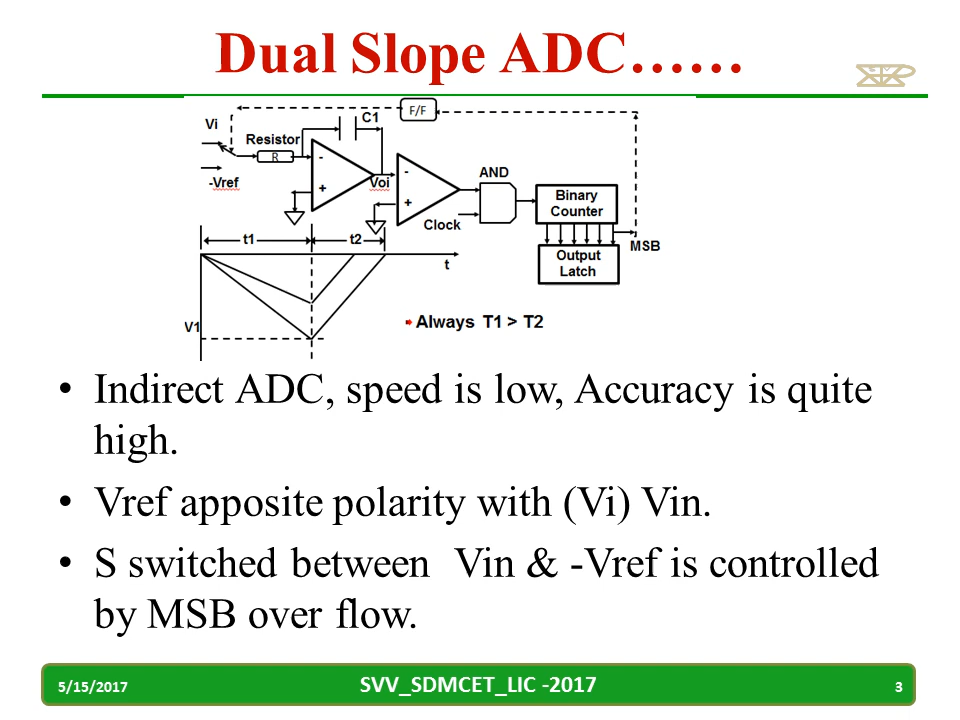 Dual Slope ADC……
F/F
Vi
C1
Resistor
R
-
+
-Vref
Voi
-
+
AND
Clock
Binary
Counter
MSB
Output
Latch
t1
t2
t
V1
Always T1 > T2
• Indirect ADC, speed is low, Accuracy is quite
high.
• Vref apposite polarity with (Vi) Vin.
• S switched between Vin & -Vref is controlled
by MSB over flow.
5/15/2017
SVV_SDMCET_LIC -2017
3